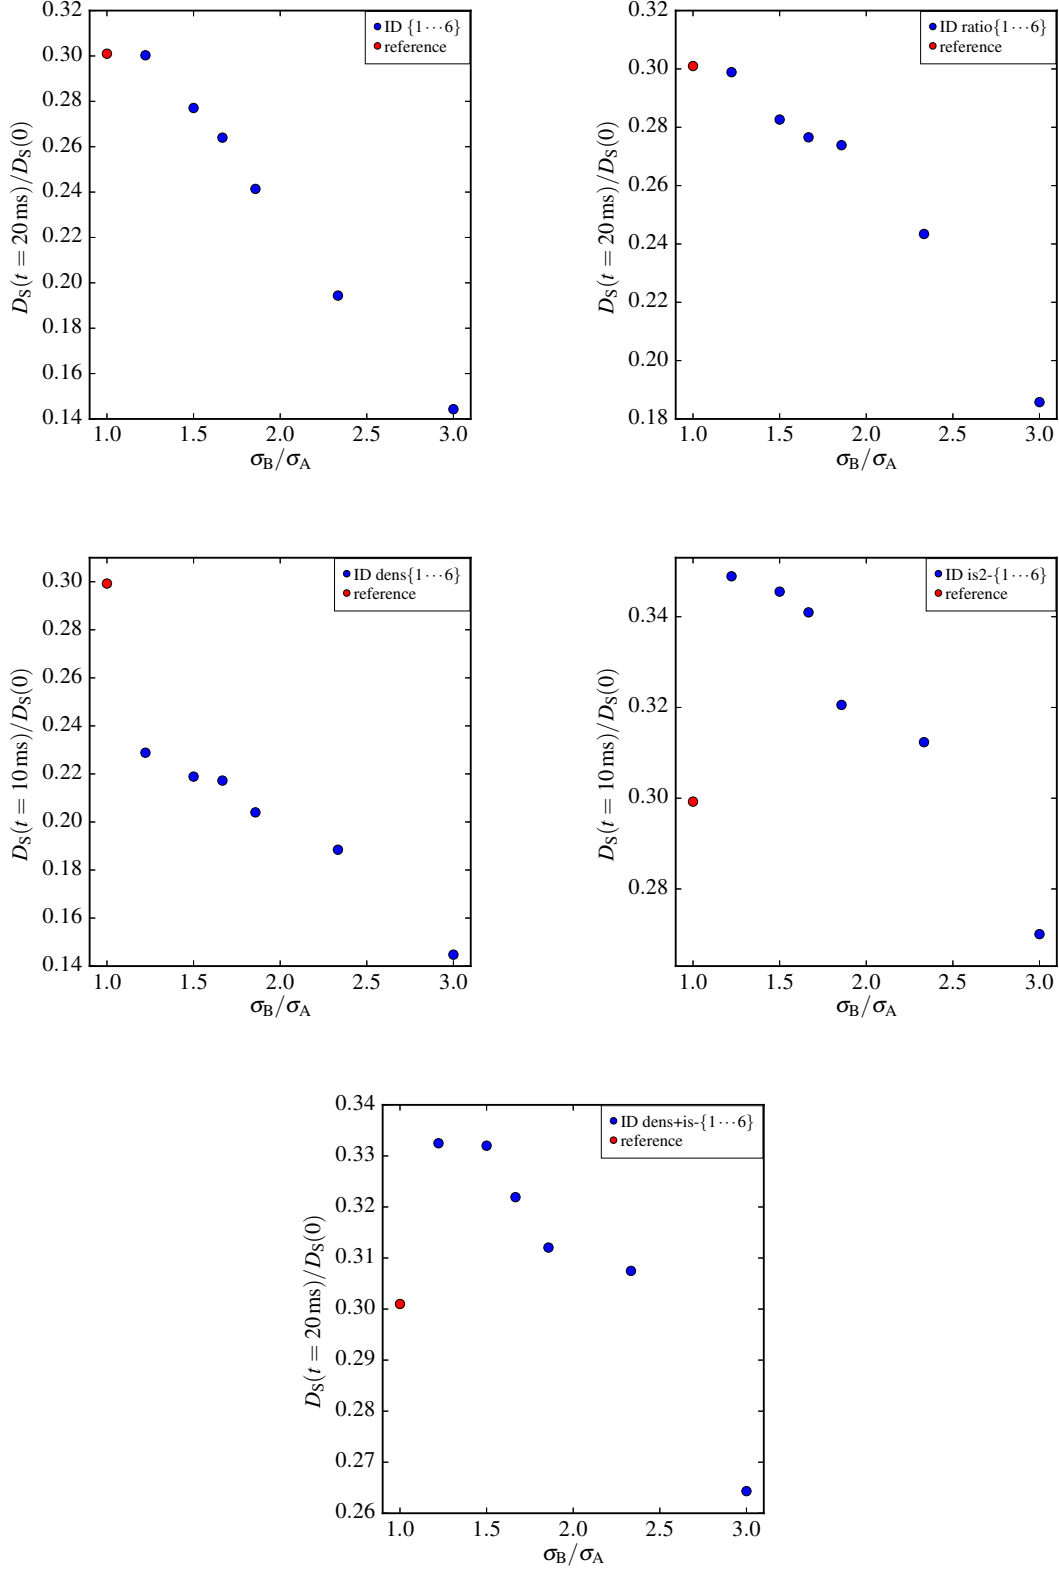 0.32
0.30
0.28
0.26
0.24
0.22
0.20
0.18
0.16
0.14
D_S(t = 20 ms)/D_S(0)
ID {1⋯6}
reference
1.0 1.5 2.0 2.5 3.0
σ_B/σ_A
0.32
0.30
0.28
0.26
0.24
0.22
0.20
0.18
D_S(t = 20 ms)/D_S(0)
ID ratio{1⋯6}
reference
1.0 1.5 2.0 2.5 3.0
σ_B/σ_A
0.30
0.28
0.26
0.24
0.22
0.20
0.18
0.16
0.14
D_S(t = 10 ms)/D_S(0)
ID dens{1⋯6}
reference
1.0 1.5 2.0 2.5 3.0
σ_B/σ_A
0.34
0.32
0.30
0.28
D_S(t = 10 ms)/D_S(0)
ID is2-{1⋯6}
reference
1.0 1.5 2.0 2.5 3.0
σ_B/σ_A
0.34
0.33
0.32
0.31
0.30
0.29
0.28
0.27
0.26
D_S(t = 20 ms)/D_S(0)
ID dens+is-{1⋯6}
reference
1.0 1.5 2.0 2.5 3.0
σ_B/σ_A